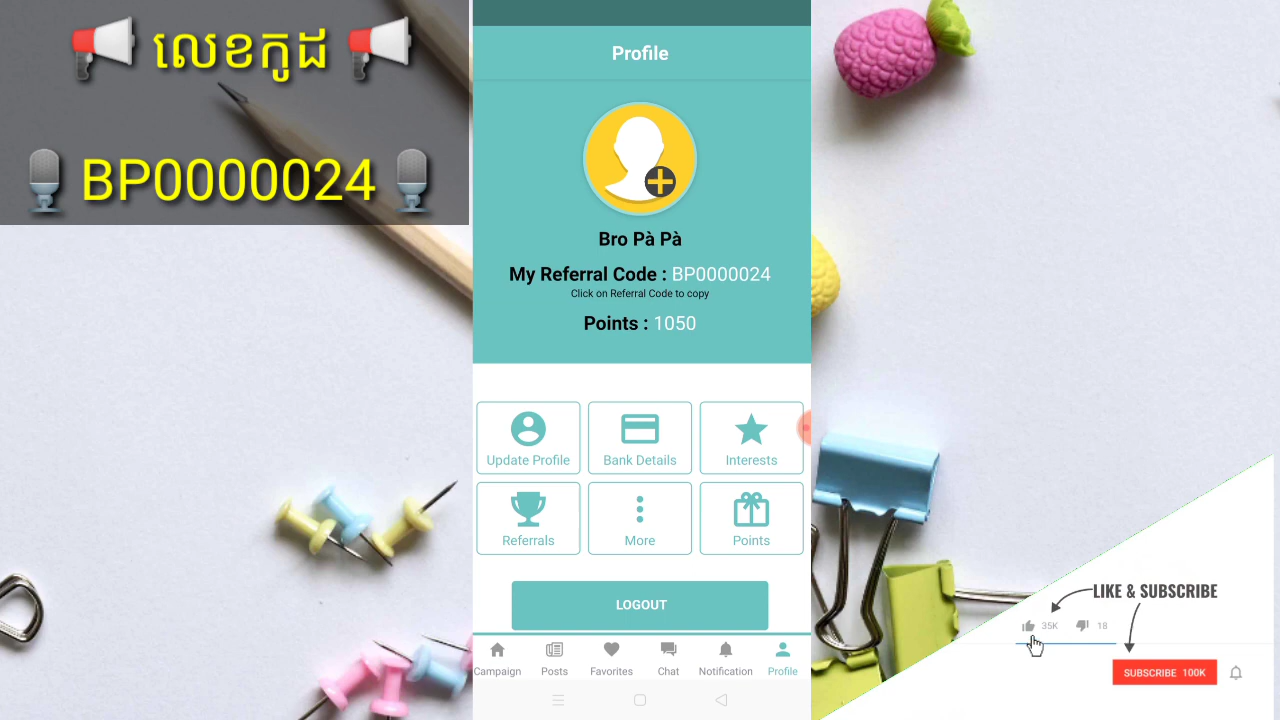 លេខកូដ
BP0000024
Profile
Bro Pà Pà
My Referral Code : BP0000024
Click on Referral Code to copy
Points : 1050
Update Profile
Bank Details
Interests
Referrals
More
Points
LOGOUT
Campaign
Posts
Favorites
Chat
Notification
Profile
LIKE & SUBSCRIBE
35K
18
SUBSCRIBE 100K